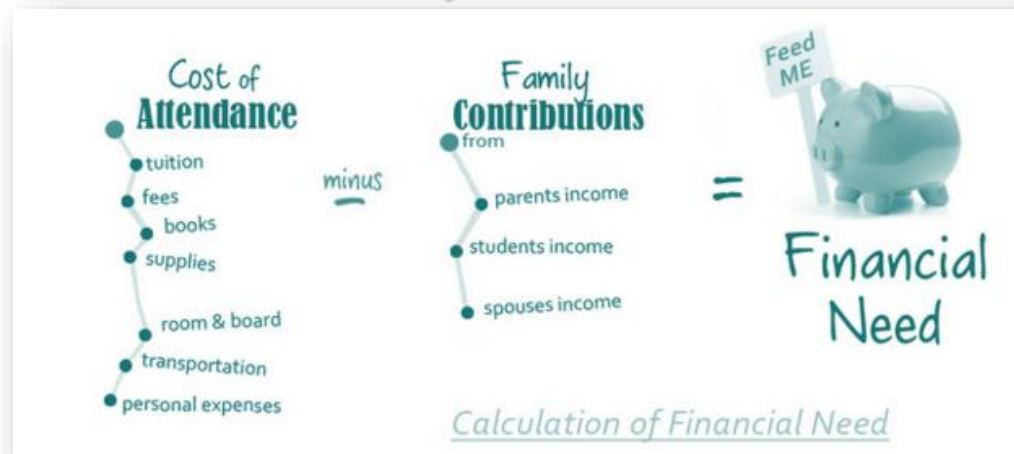 Cost of
Attendance
tuition
fees
books
supplies
room & board
transportation
personal expenses
minus
Family
Contributions
from
parents income
students income
spouses income
=
Feed
ME
Financial
Need
Calculation of Financial Need